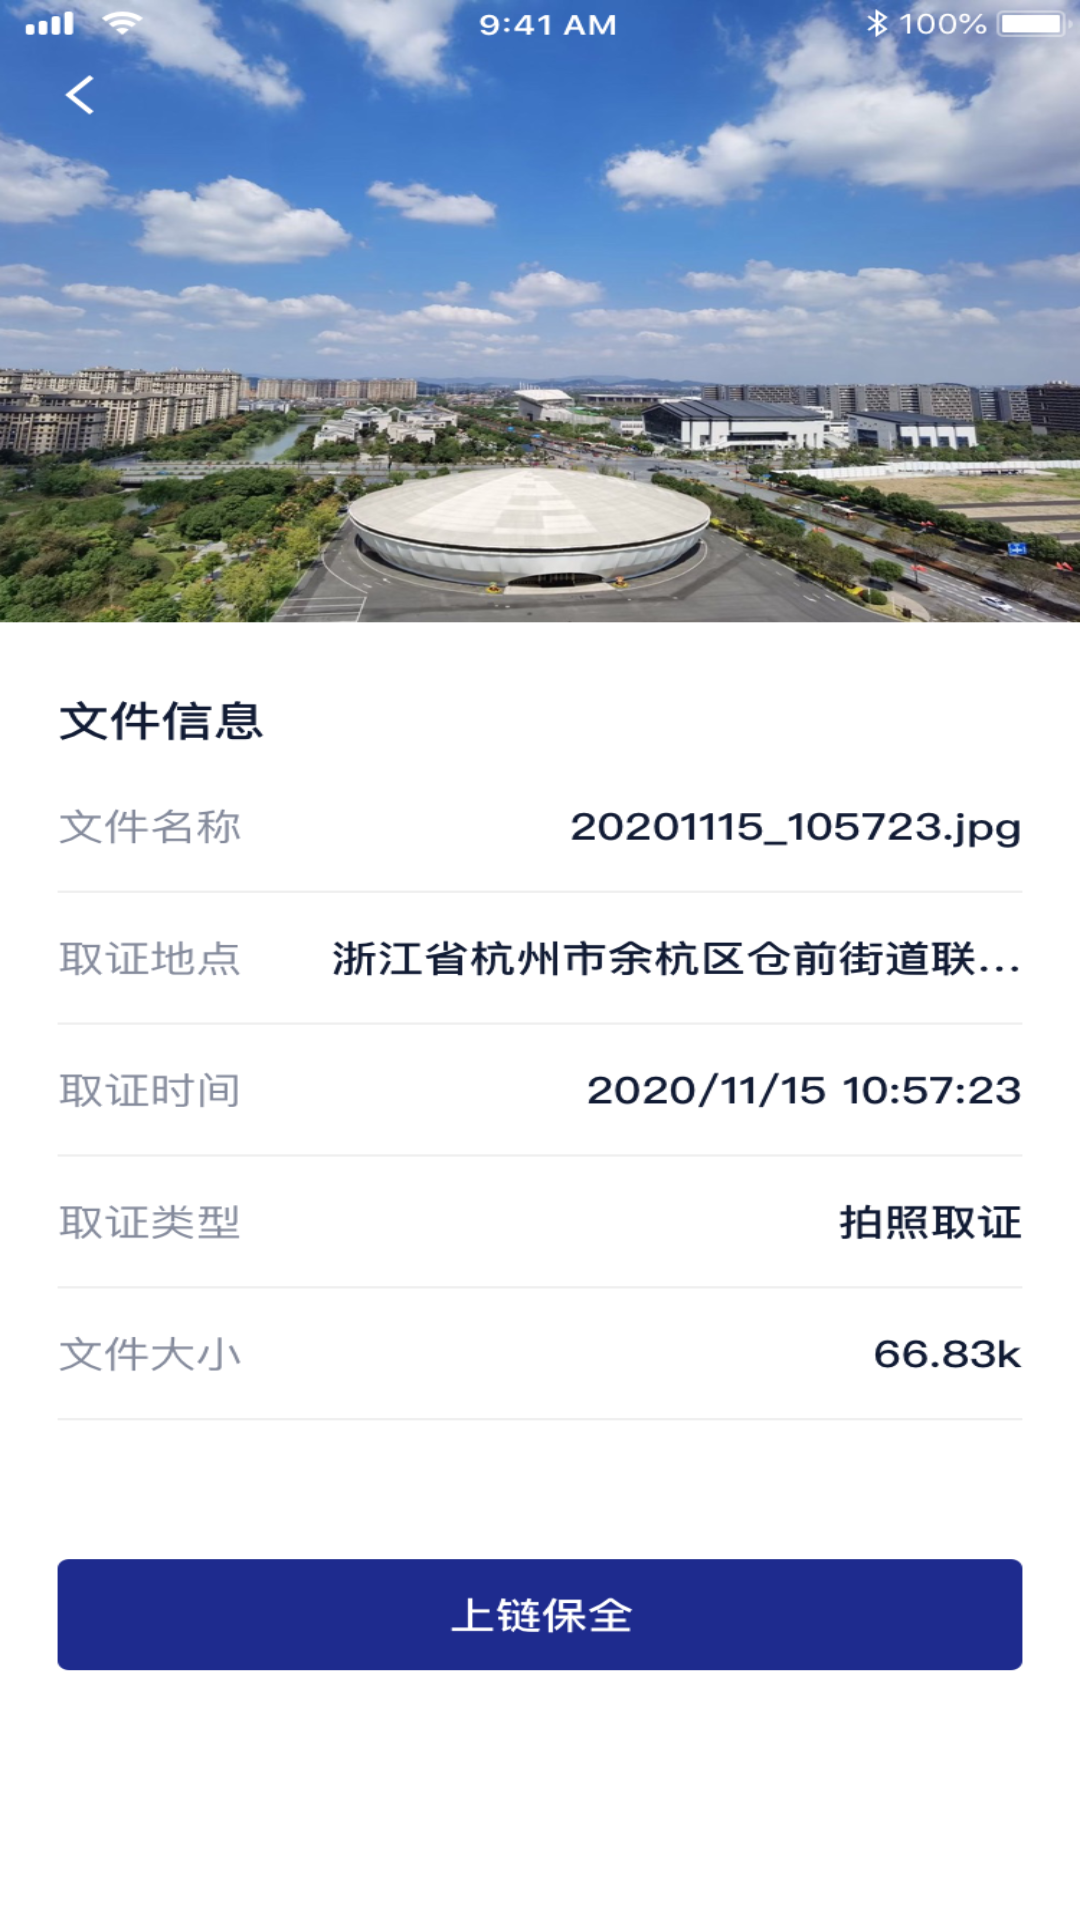 9:41 AM
100%
文件信息
文件名称 20201115_105723.jpg
取证地点 浙江省杭州市余杭区仓前街道联...
取证时间 2020/11/15 10:57:23
取证类型 拍照取证
文件大小 66.83k
上链保全